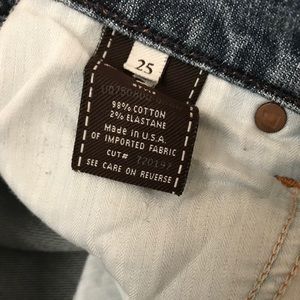 25
98% COTTON
2% ELASTANE
Made in U.S.A.
OF IMPORTED FABRIC
CUT#
SEE CARE ON REVERSE